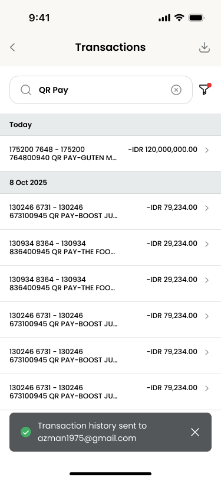 9:41
Transactions
QR Pay
Today
175200 7648 - 175200
764800940 QR PAY-GUTEN M...
-IDR 120,000,000.00
8 Oct 2025
130246 6731 - 130246
673100945 QR PAY-BOOST JU...
-IDR 79,234.00
130934 8364 - 130934
836400945 QR PAY-THE FOO...
-IDR 29,234.00
130934 8364 - 130934
836400945 QR PAY-THE FOO...
-IDR 29,234.00
130246 6731 - 130246
673100945 QR PAY-BOOST JU...
-IDR 79,234.00
130246 6731 - 130246
673100945 QR PAY-BOOST JU...
-IDR 79,234.00
130246 6731 - 130246
673100945 QR PAY-BOOST JU...
-IDR 79,234.00
Transaction history sent to
azman1975@gmail.com